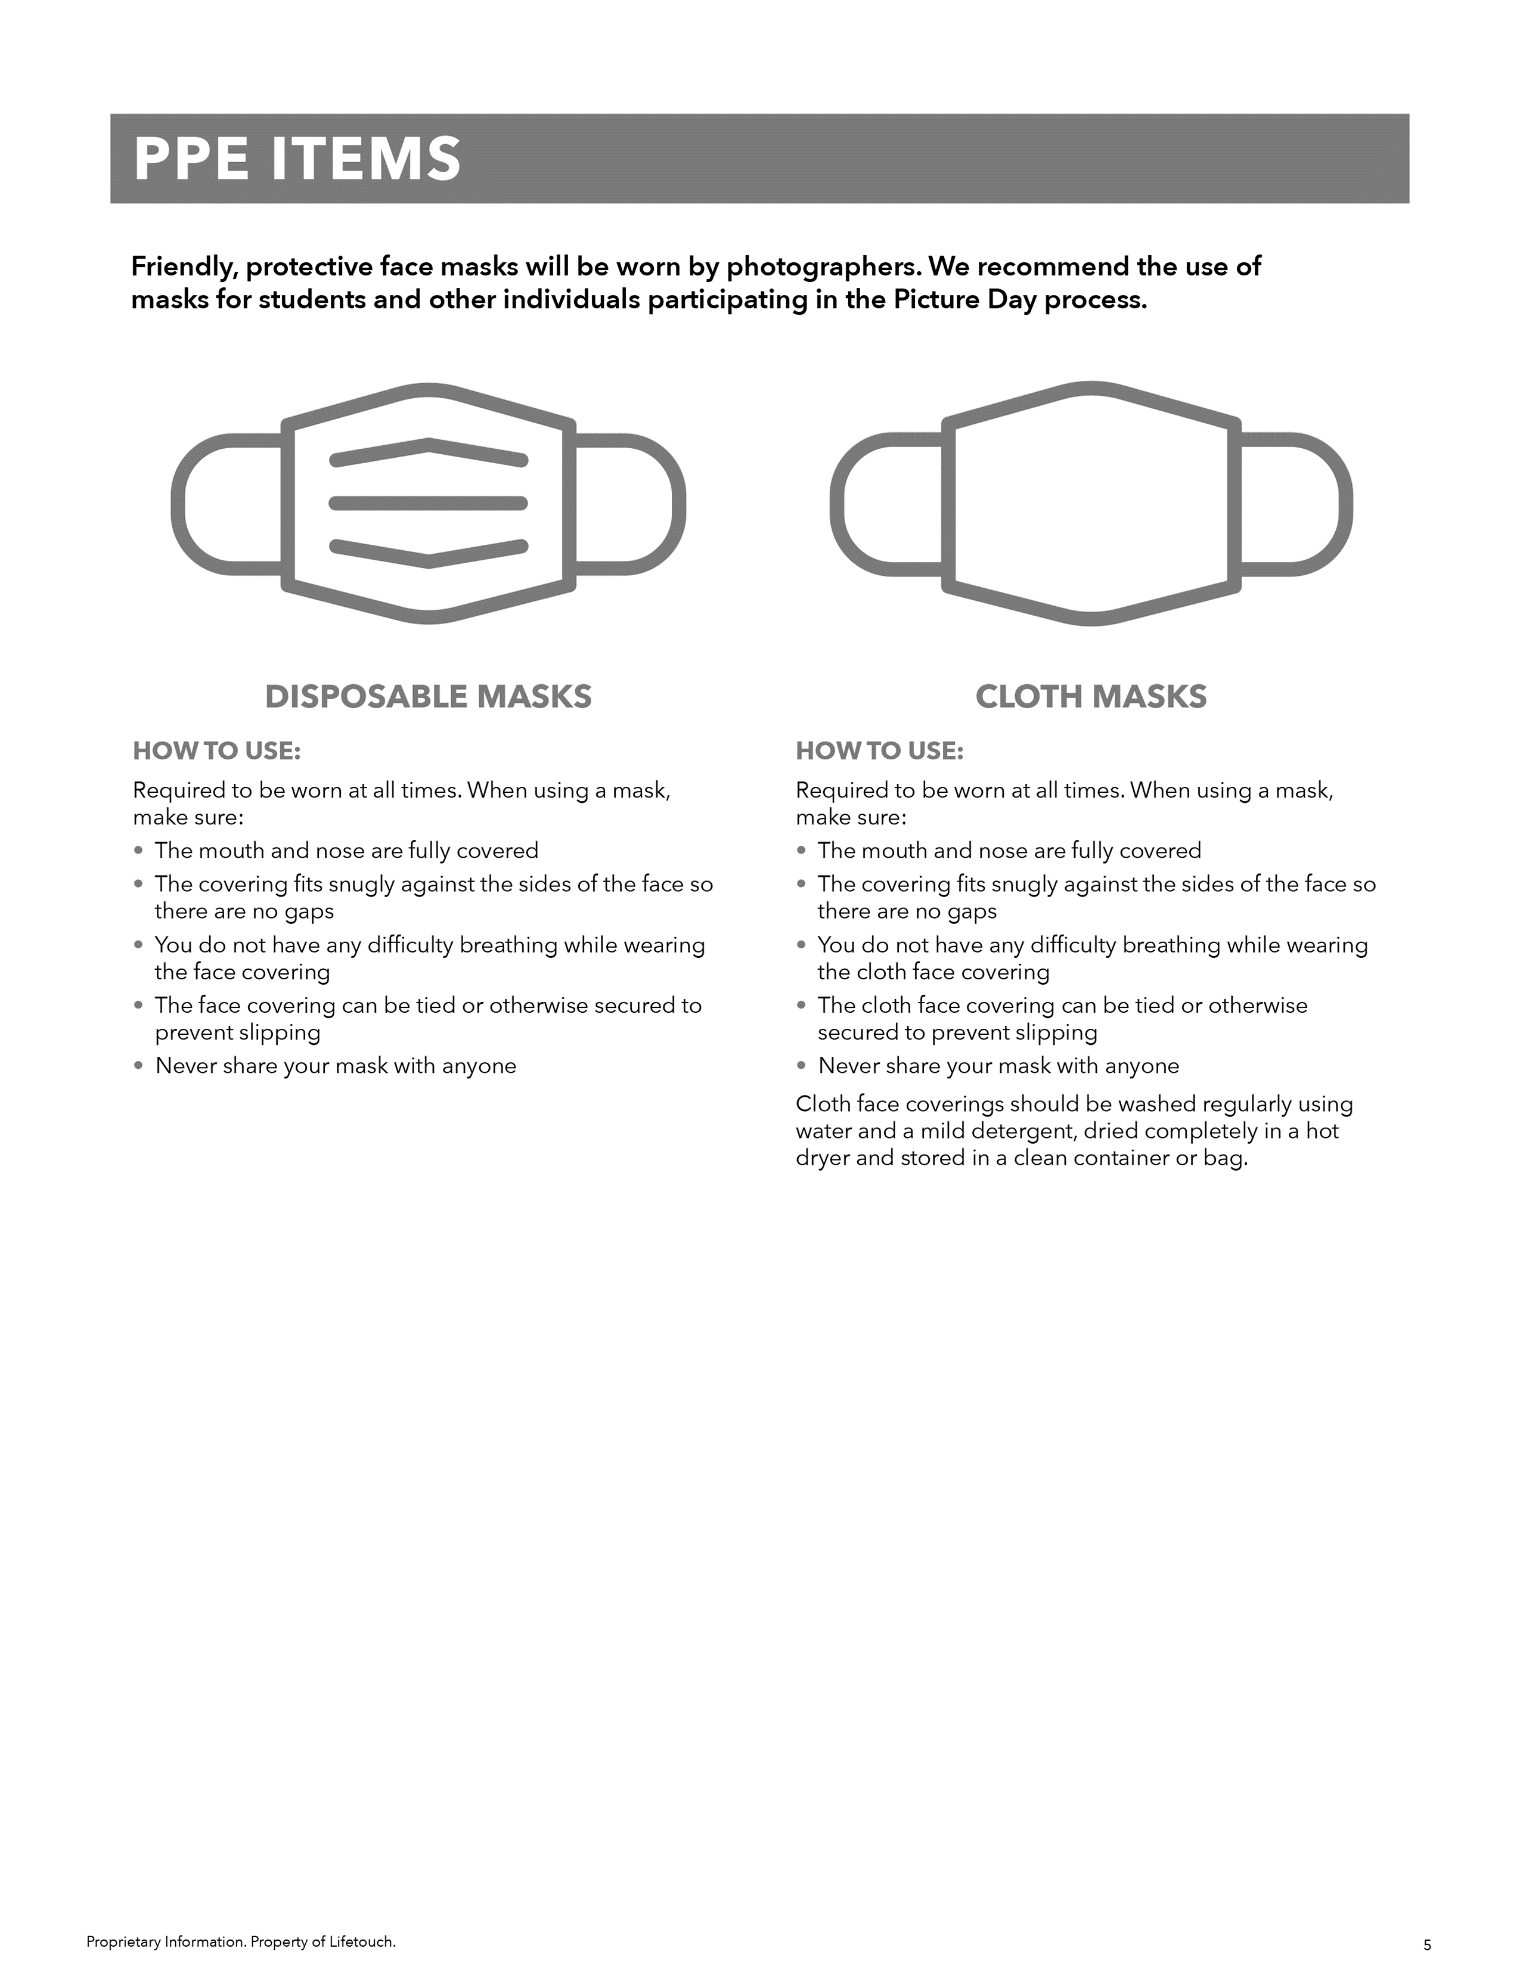 PPE ITEMS
Friendly, protective face masks will be worn by photographers. We recommend the use of
masks for students and other individuals participating in the Picture Day process.
DISPOSABLE MASKS
HOW TO USE:
Required to be worn at all times. When using a mask,
make sure:
• The mouth and nose are fully covered
• The covering fits snugly against the sides of the face so
there are no gaps
• You do not have any difficulty breathing while wearing
the face covering
• The face covering can be tied or otherwise secured to
prevent slipping
• Never share your mask with anyone
CLOTH MASKS
HOW TO USE:
Required to be worn at all times. When using a mask,
make sure:
• The mouth and nose are fully covered
• The covering fits snugly against the sides of the face so
there are no gaps
• You do not have any difficulty breathing while wearing
the cloth face covering
• The cloth face covering can be tied or otherwise
secured to prevent slipping
• Never share your mask with anyone
Cloth face coverings should be washed regularly using
water and a mild detergent, dried completely in a hot
dryer and stored in a clean container or bag.
Proprietary Information. Property of Lifetouch.
5